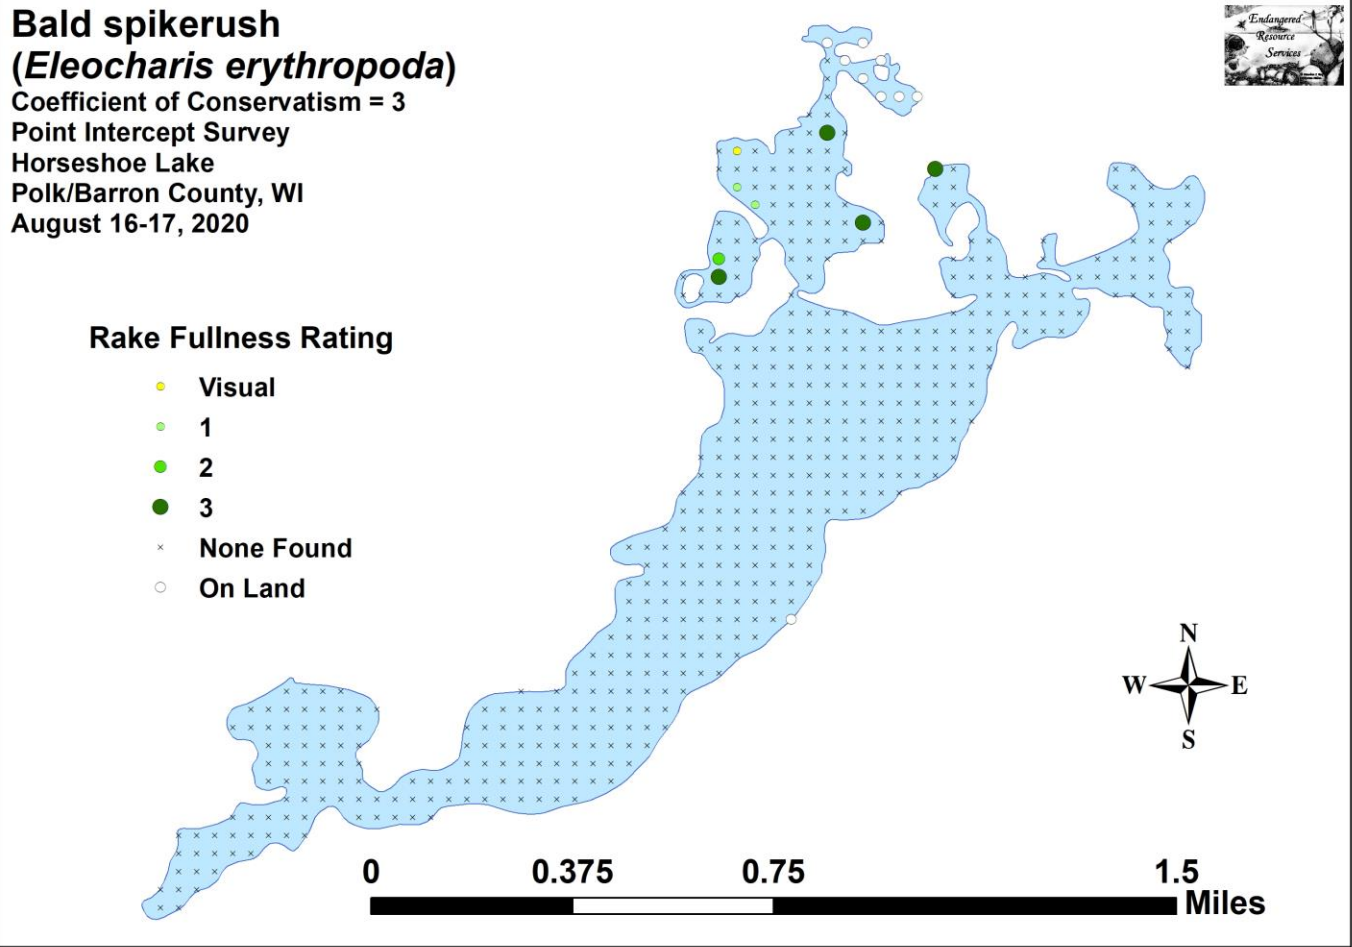 Bald spikerush
(Eleocharis erythropoda)
Coefficient of Conservatism = 3
Point Intercept Survey
Horseshoe Lake
Polk/Barron County, WI
August 16-17, 2020
Endangered
Resource
Services
Rake Fullness Rating
Visual
1
2
3
None Found
On Land
N
W E
S
0 0.375 0.75 1.5
Miles